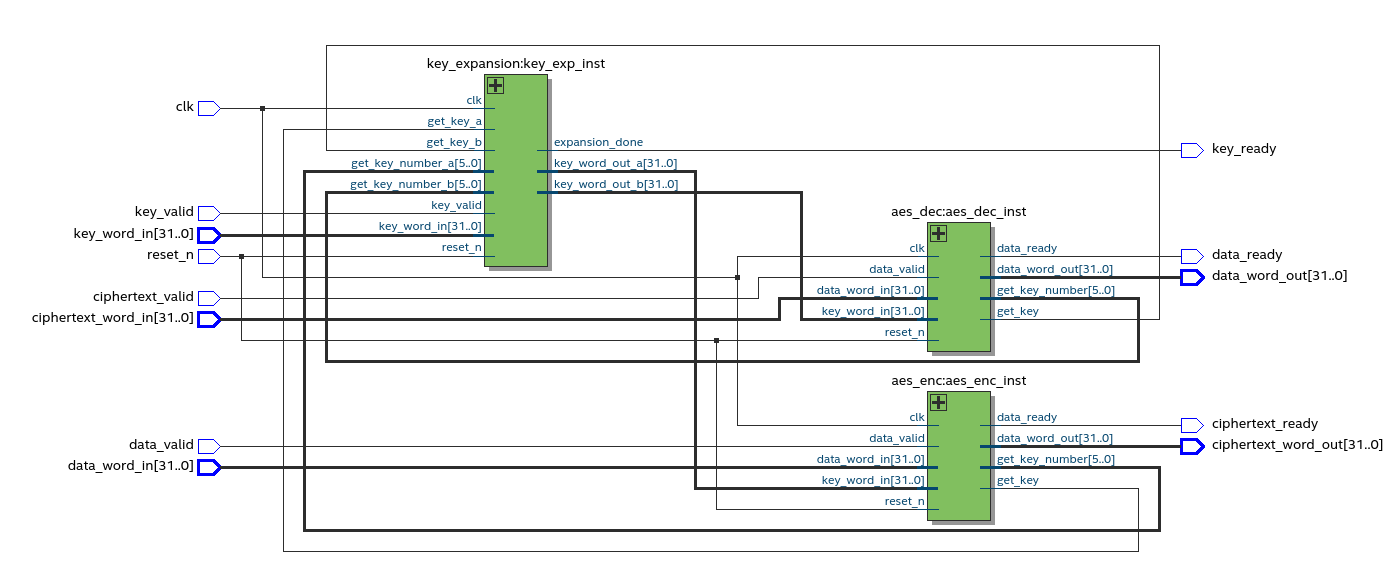 key_expansion:key_exp_inst
clk
clk
get_key_a
get_key_b
expansion_done
key_ready
get_key_number_a[5..0]
key_word_out_a[31..0]
get_key_number_b[5..0]
key_word_out_b[31..0]
key_valid
key_valid
key_word_in[31..0]
key_word_in[31..0]
reset_n
reset_n
aes_dec:aes_dec_inst
clk
data_ready
data_ready
ciphertext_valid
data_valid
data_word_out[31..0]
data_word_out[31..0]
ciphertext_word_in[31..0]
data_word_in[31..0]
get_key_number[5..0]
key_word_in[31..0]
get_key
reset_n
aes_enc:aes_enc_inst
clk
data_ready
ciphertext_ready
data_valid
data_valid
data_word_out[31..0]
ciphertext_word_out[31..0]
data_word_in[31..0]
data_word_in[31..0]
get_key_number[5..0]
key_word_in[31..0]
get_key
reset_n